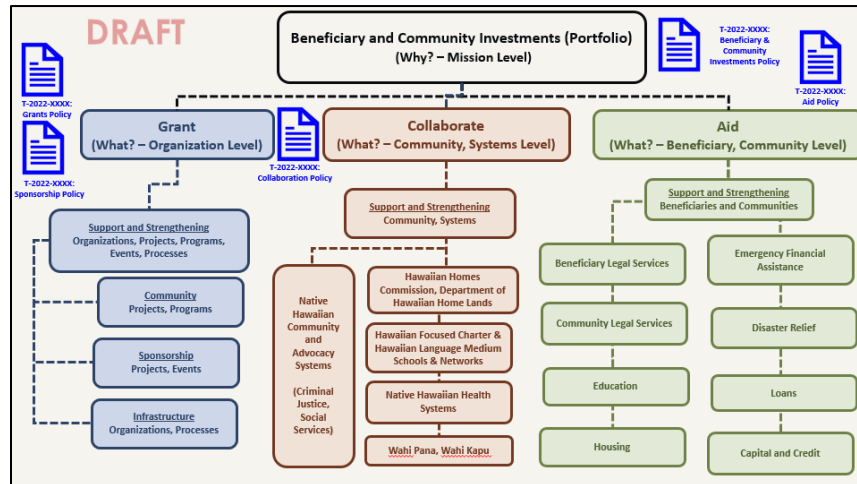 DRAFT
Beneficiary and Community Investments (Portfolio)
(Why? – Mission Level)
T-2022-XXXX:
Beneficiary &
Community
Investments Policy
T-2022-XXXX:
Aid Policy
T-2022-XXXX:
Grants Policy
T-2022-XXXX:
Sponsorship Policy
T-2022-XXXX:
Collaboration Policy
Grant
(What? – Organization Level)
Collaborate
(What? – Community, Systems Level)
Aid
(What? – Beneficiary, Community Level)
Support and Strengthening
Organizations, Projects, Programs,
Events, Processes
Community
Projects, Programs
Sponsorship
Projects, Events
Infrastructure
Organizations, Processes
Support and Strengthening
Community, Systems
Native
Hawaiian
Community
and
Advocacy
Systems
(Criminal
Justice,
Social
Services)
Hawaiian Homes
Commission, Department of
Hawaiian Home Lands
Hawaiian Focused Charter &
Hawaiian Language Medium
Schools & Networks
Native Hawaiian Health
Systems
Wahi Pana, Wahi Kapu
Support and Strengthening
Beneficiaries and Communities
Beneficiary Legal Services
Community Legal Services
Education
Housing
Emergency Financial
Assistance
Disaster Relief
Loans
Capital and Credit